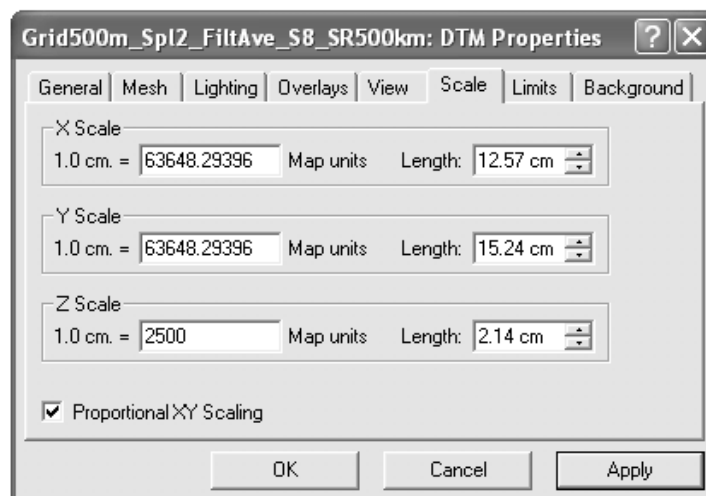 Grid500m_Spl2_FiltAve_S8_SR500km: DTM Properties ? X
General Mesh Lighting Overlays View Scale Limits Background
X Scale
1.0 cm. = 63648.29396 Map units Length: 12.57 cm
Y Scale
1.0 cm. = 63648.29396 Map units Length: 15.24 cm
Z Scale
1.0 cm. = 2500 Map units Length: 2.14 cm
Proportional XY Scaling
OK Cancel Apply